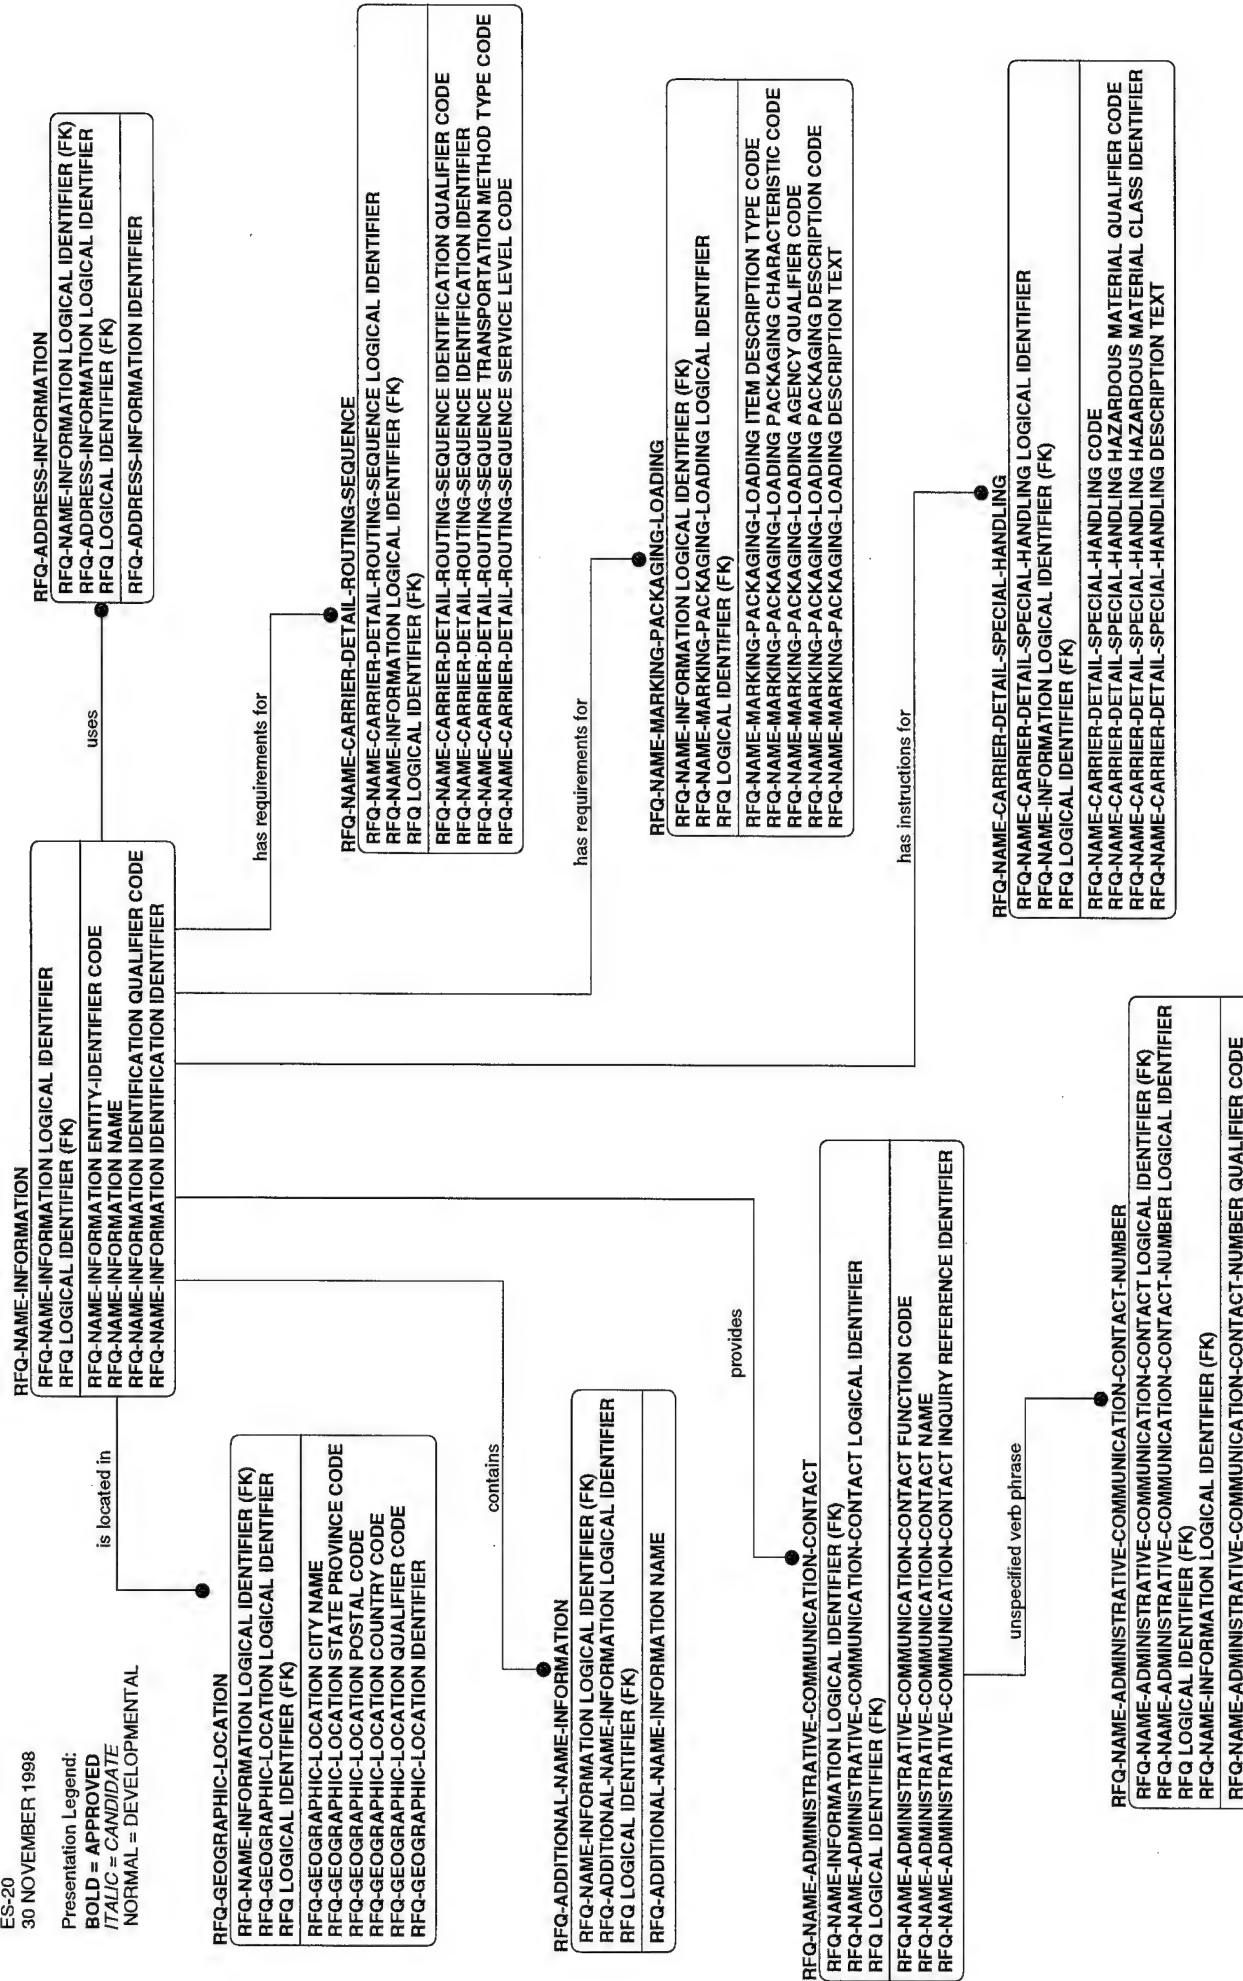 ES-20
30 NOVEMBER 1998
Presentation Legend:
BOLD = APPROVED
ITALIC = CANDIDATE
NORMAL = DEVELOPMENTAL
RFQ-NAME-INFORMATION
RFQ-NAME-INFORMATION LOGICAL IDENTIFIER
RFQ LOGICAL IDENTIFIER (FK)
RFQ-NAME-INFORMATION ENTITY-IDENTIFIER CODE
RFQ-NAME-INFORMATION NAME
RFQ-NAME-INFORMATION IDENTIFICATION QUALIFIER CODE
RFQ-NAME-INFORMATION IDENTIFICATION IDENTIFIER
uses
RFQ-ADDRESS-INFORMATION
RFQ-NAME-INFORMATION LOGICAL IDENTIFIER (FK)
RFQ-ADDRESS-INFORMATION LOGICAL IDENTIFIER
RFQ LOGICAL IDENTIFIER (FK)
RFQ-ADDRESS-INFORMATION IDENTIFIER
is located in
RFQ-GEOGRAPHIC-LOCATION
RFQ-NAME-INFORMATION LOGICAL IDENTIFIER (FK)
RFQ-GEOGRAPHIC-LOCATION LOGICAL IDENTIFIER
RFQ LOGICAL IDENTIFIER (FK)
RFQ-GEOGRAPHIC-LOCATION CITY NAME
RFQ-GEOGRAPHIC-LOCATION STATE PROVINCE CODE
RFQ-GEOGRAPHIC-LOCATION POSTAL CODE
RFQ-GEOGRAPHIC-LOCATION COUNTRY CODE
RFQ-GEOGRAPHIC-LOCATION QUALIFIER CODE
RFQ-GEOGRAPHIC-LOCATION IDENTIFIER
has requirements for
RFQ-NAME-CARRIER-DETAIL-ROUTING-SEQUENCE
RFQ-NAME-CARRIER-DETAIL-ROUTING-SEQUENCE LOGICAL IDENTIFIER
RFQ-NAME-INFORMATION LOGICAL IDENTIFIER (FK)
RFQ LOGICAL IDENTIFIER (FK)
RFQ-NAME-CARRIER-DETAIL-ROUTING-SEQUENCE IDENTIFICATION QUALIFIER CODE
RFQ-NAME-CARRIER-DETAIL-ROUTING-SEQUENCE IDENTIFICATION IDENTIFIER
RFQ-NAME-CARRIER-DETAIL-ROUTING-SEQUENCE TRANSPORTATION METHOD TYPE CODE
RFQ-NAME-CARRIER-DETAIL-ROUTING-SEQUENCE SERVICE LEVEL CODE
contains
RFQ-ADDITIONAL-NAME-INFORMATION
RFQ-NAME-INFORMATION LOGICAL IDENTIFIER (FK)
RFQ-ADDITIONAL-NAME-INFORMATION LOGICAL IDENTIFIER
RFQ LOGICAL IDENTIFIER (FK)
RFQ-ADDITIONAL-NAME-INFORMATION NAME
has requirements for
RFQ-NAME-MARKING-PACKAGING-LOADING
RFQ-NAME-INFORMATION LOGICAL IDENTIFIER (FK)
RFQ-NAME-MARKING-PACKAGING-LOADING LOGICAL IDENTIFIER
RFQ LOGICAL IDENTIFIER (FK)
RFQ-NAME-MARKING-PACKAGING-LOADING ITEM DESCRIPTION TYPE CODE
RFQ-NAME-MARKING-PACKAGING-LOADING PACKAGING CHARACTERISTIC CODE
RFQ-NAME-MARKING-PACKAGING-LOADING AGENCY QUALIFIER CODE
RFQ-NAME-MARKING-PACKAGING-LOADING PACKAGING DESCRIPTION CODE
RFQ-NAME-MARKING-PACKAGING-LOADING DESCRIPTION TEXT
provides
RFQ-NAME-ADMINISTRATIVE-COMMUNICATION-CONTACT
RFQ-NAME-INFORMATION LOGICAL IDENTIFIER (FK)
RFQ-NAME-ADMINISTRATIVE-COMMUNICATION-CONTACT LOGICAL IDENTIFIER
RFQ LOGICAL IDENTIFIER (FK)
RFQ-NAME-ADMINISTRATIVE-COMMUNICATION-CONTACT FUNCTION CODE
RFQ-NAME-ADMINISTRATIVE-COMMUNICATION-CONTACT NAME
RFQ-NAME-ADMINISTRATIVE-COMMUNICATION-CONTACT INQUIRY REFERENCE IDENTIFIER
has instructions for
RFQ-NAME-CARRIER-DETAIL-SPECIAL-HANDLING
RFQ-NAME-CARRIER-DETAIL-SPECIAL-HANDLING LOGICAL IDENTIFIER
RFQ-NAME-INFORMATION LOGICAL IDENTIFIER (FK)
RFQ LOGICAL IDENTIFIER (FK)
RFQ-NAME-CARRIER-DETAIL-SPECIAL-HANDLING CODE
RFQ-NAME-CARRIER-DETAIL-SPECIAL-HANDLING HAZARDOUS MATERIAL QUALIFIER CODE
RFQ-NAME-CARRIER-DETAIL-SPECIAL-HANDLING HAZARDOUS MATERIAL CLASS IDENTIFIER
RFQ-NAME-CARRIER-DETAIL-SPECIAL-HANDLING DESCRIPTION TEXT
unspecified verb phrase
RFQ-NAME-ADMINISTRATIVE-COMMUNICATION-CONTACT-NUMBER
RFQ-NAME-ADMINISTRATIVE-COMMUNICATION-CONTACT LOGICAL IDENTIFIER (FK)
RFQ-NAME-ADMINISTRATIVE-COMMUNICATION-CONTACT-NUMBER LOGICAL IDENTIFIER
RFQ LOGICAL IDENTIFIER (FK)
RFQ-NAME-INFORMATION LOGICAL IDENTIFIER (FK)
RFQ-NAME-ADMINISTRATIVE-COMMUNICATION-CONTACT-NUMBER QUALIFIER CODE